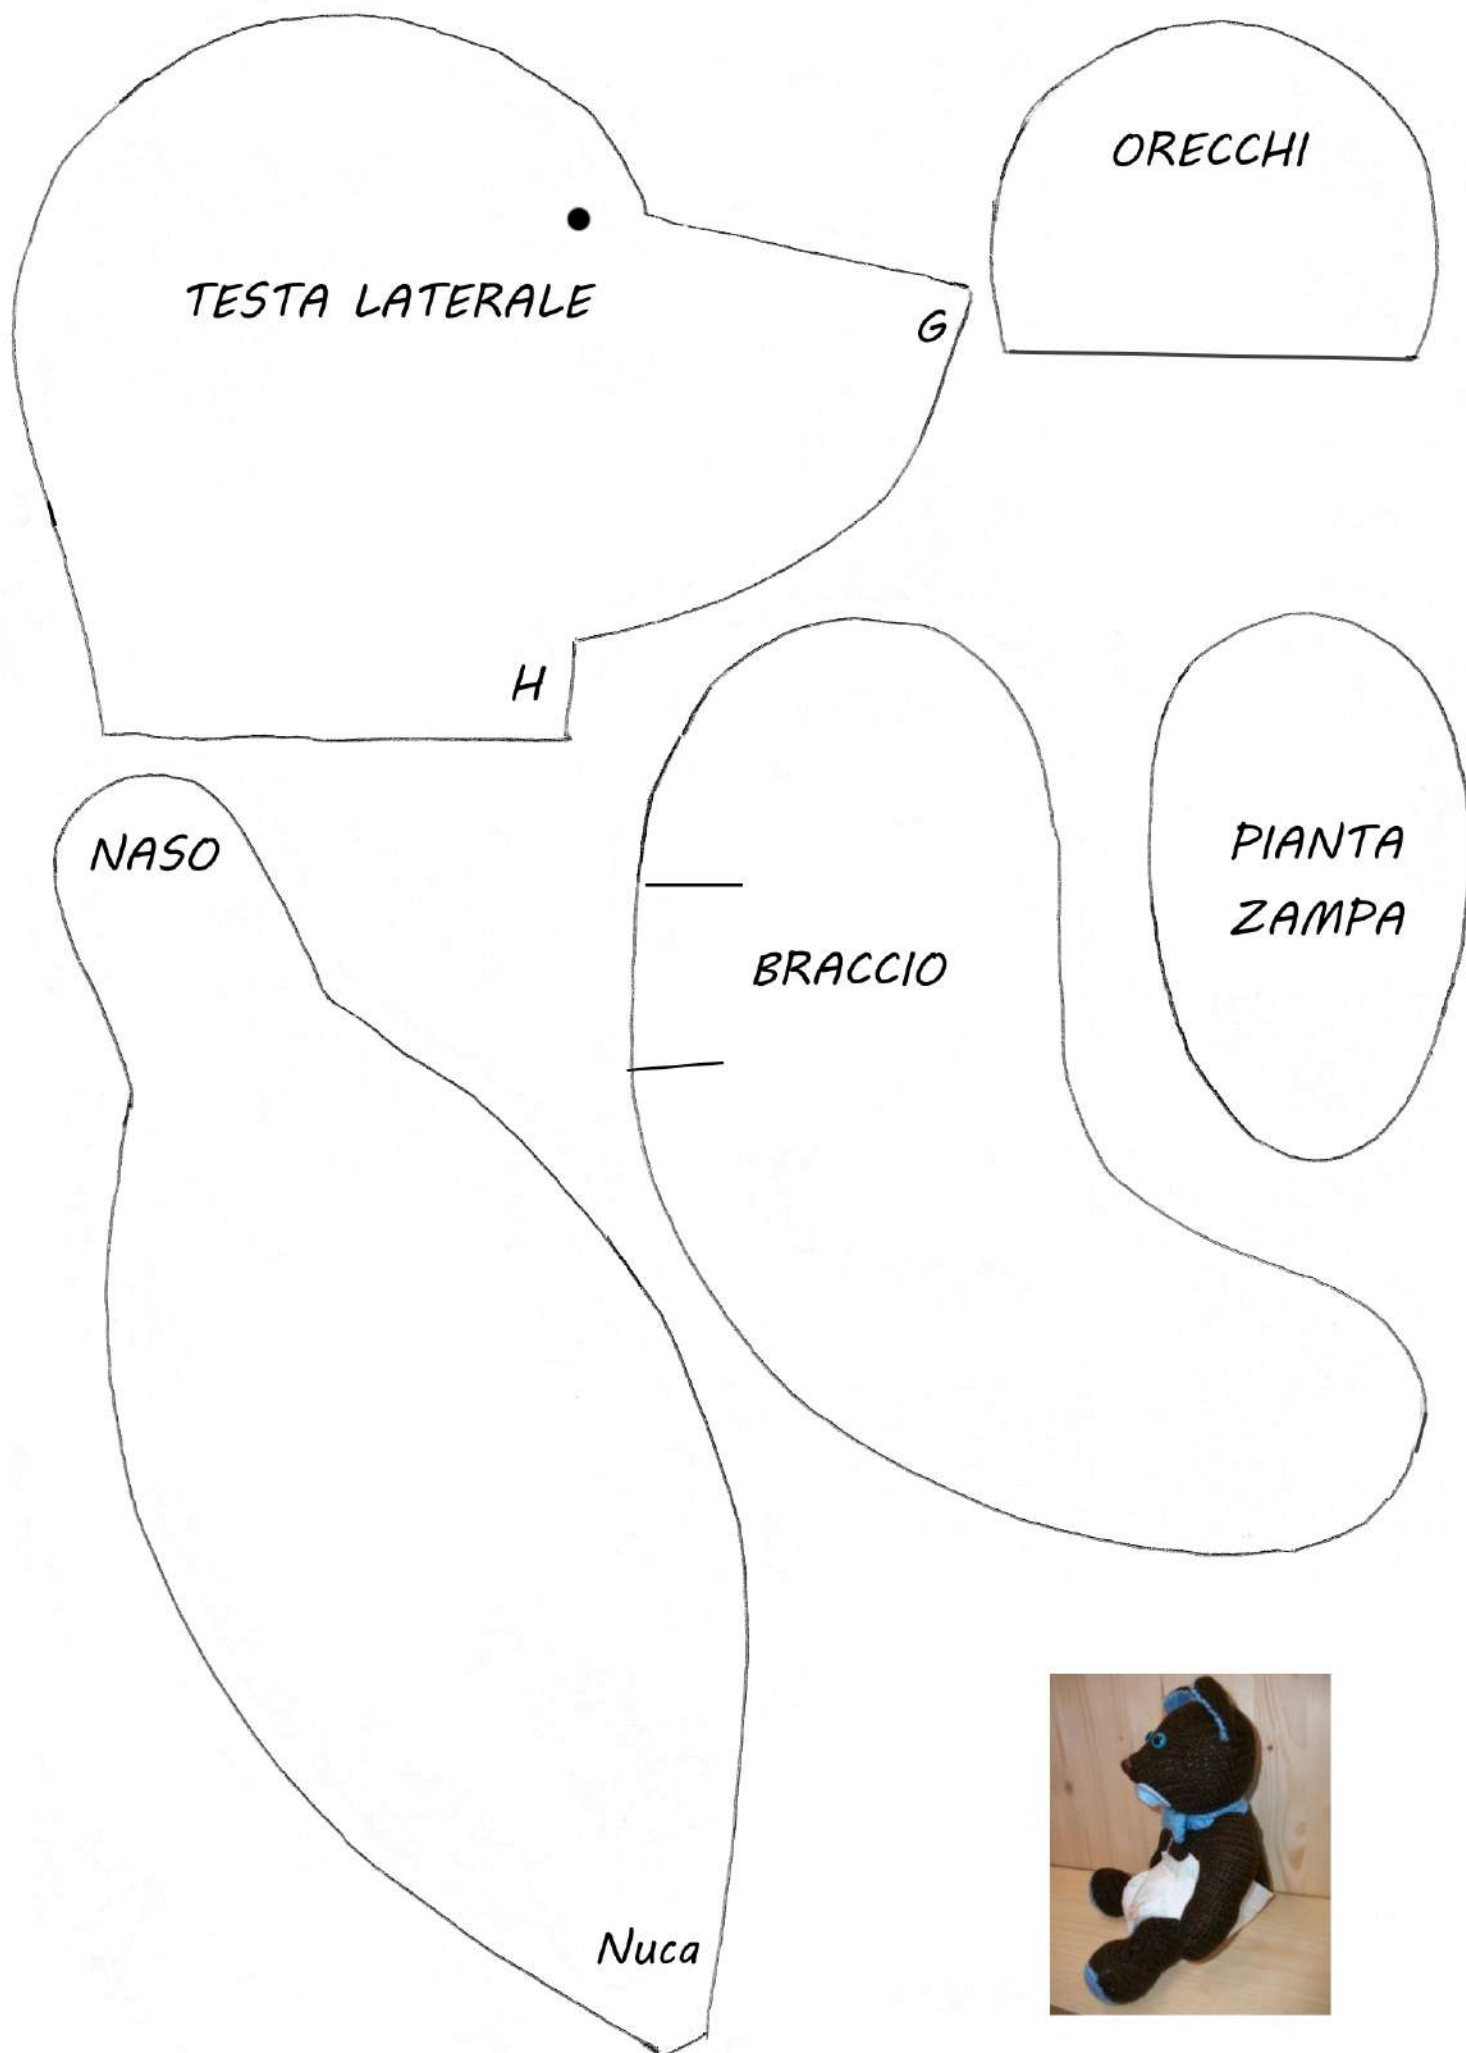 ORECCHI
TESTA LATERALE
G
H
NASO
PIANTA
ZAMPA
BRACCIO
Nuca